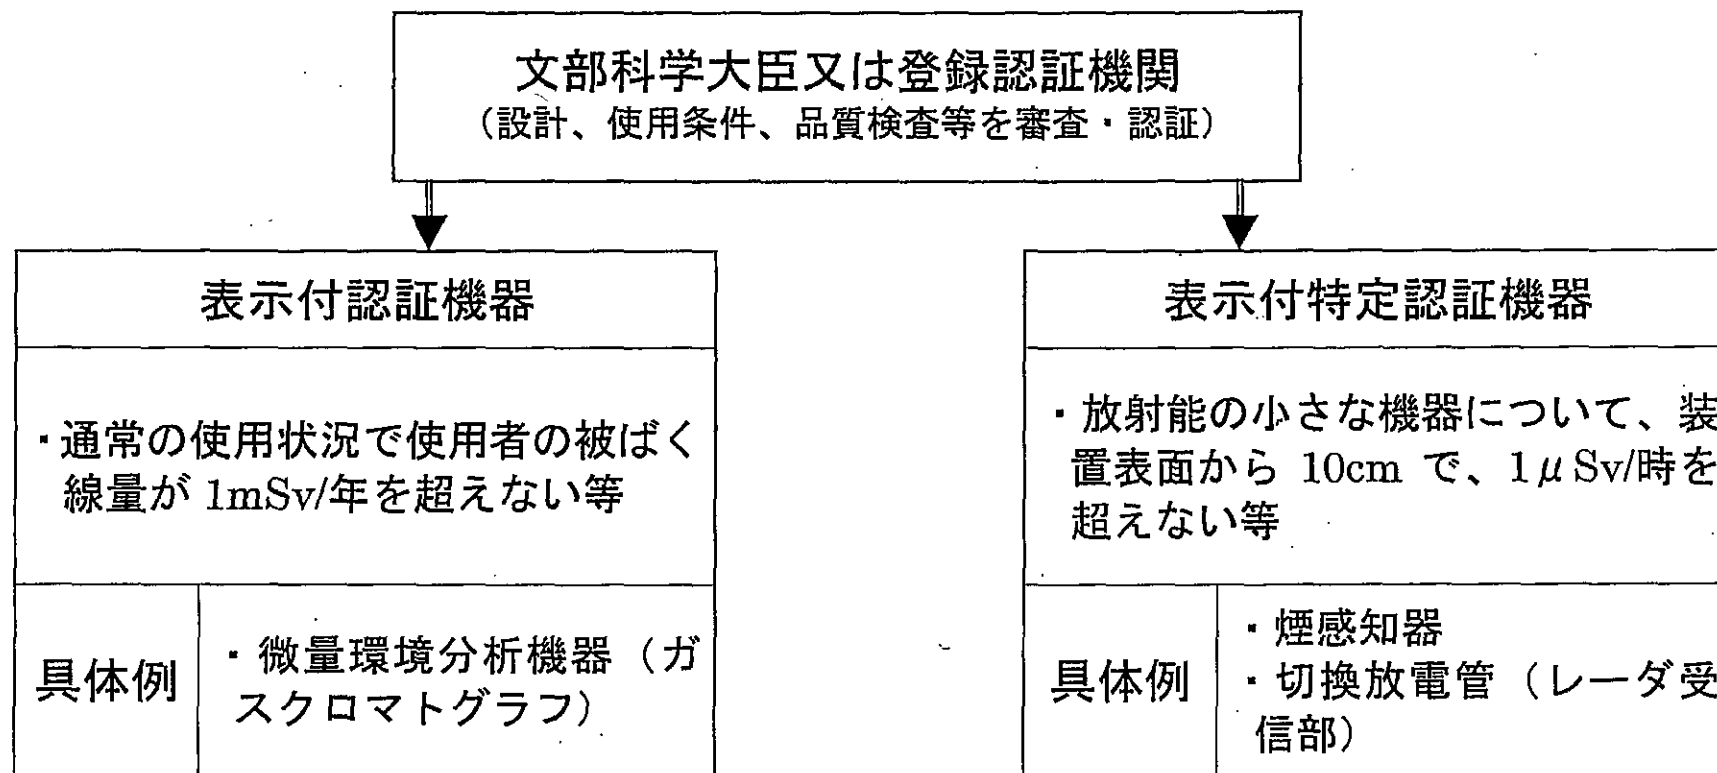 文部科学大臣又は登録認証機関
（設計、使用条件、品質検査等を審査・認証）
表示付認証機器
・通常の使用状況で使用者の被ばく
線量が 1mSv/年を超えない等
具体例
・微量環境分析機器（ガ
スクロマトグラフ）
表示付特定認証機器
・放射能の小さな機器について、装
置表面から 10cm で、1μSv/時を
超えない等
具体例
・煙感知器
・切換放電管（レーダ受
信部）